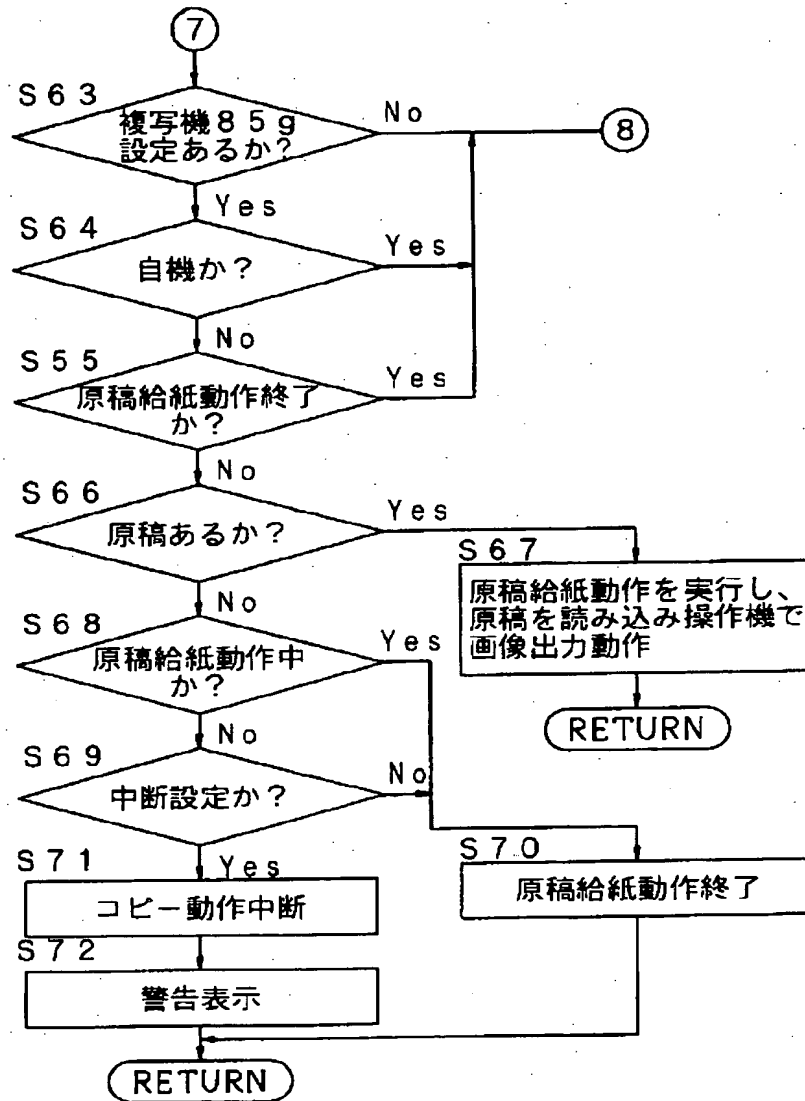 7
S63
複写機85g
設定あるか?
No
8
Yes
S64
自機か?
Yes
No
S55
原稿給紙動作終了
か?
Yes
No
S66
原稿あるか?
Yes
S67
原稿給紙動作を実行し、
原稿を読み込み操作機で
画像出力動作
RETURN
No
S68
原稿給紙動作中
か?
Yes
No
S69
中断設定か?
No
S70
原稿給紙動作終了
Yes
S71
コピー動作中断
S72
警告表示
RETURN